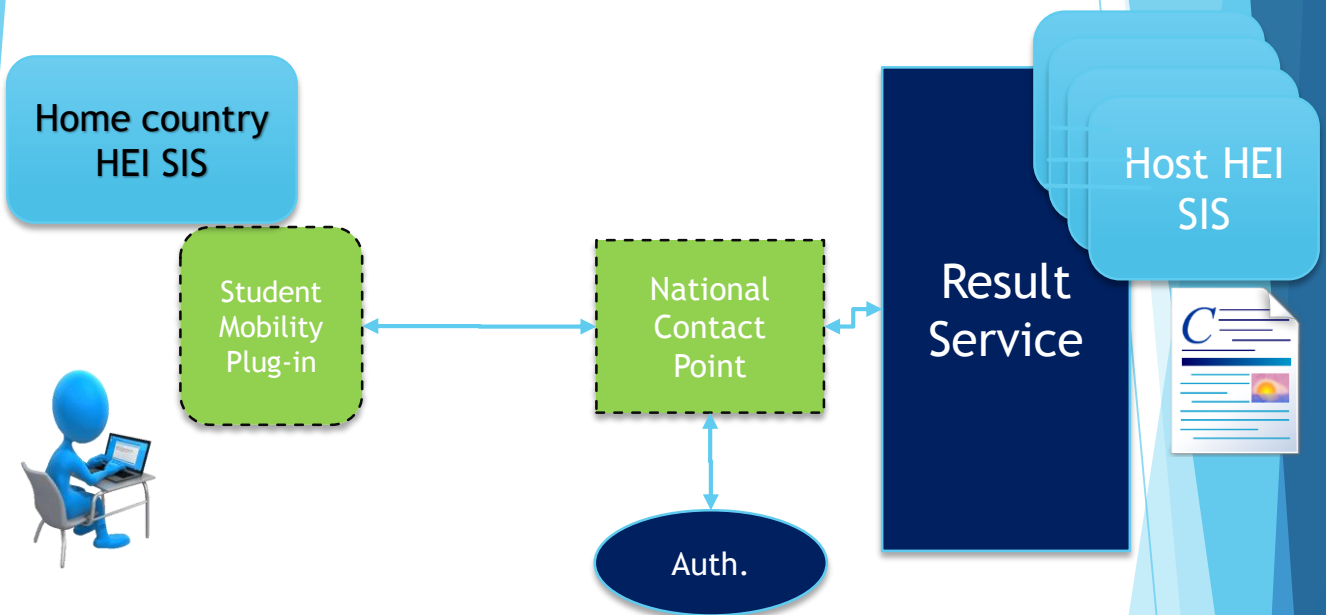 Home country
HEI SIS
Student
Mobility
Plug-in
National
Contact
Point
Auth.
Result
Service
Host HEI
SIS
C